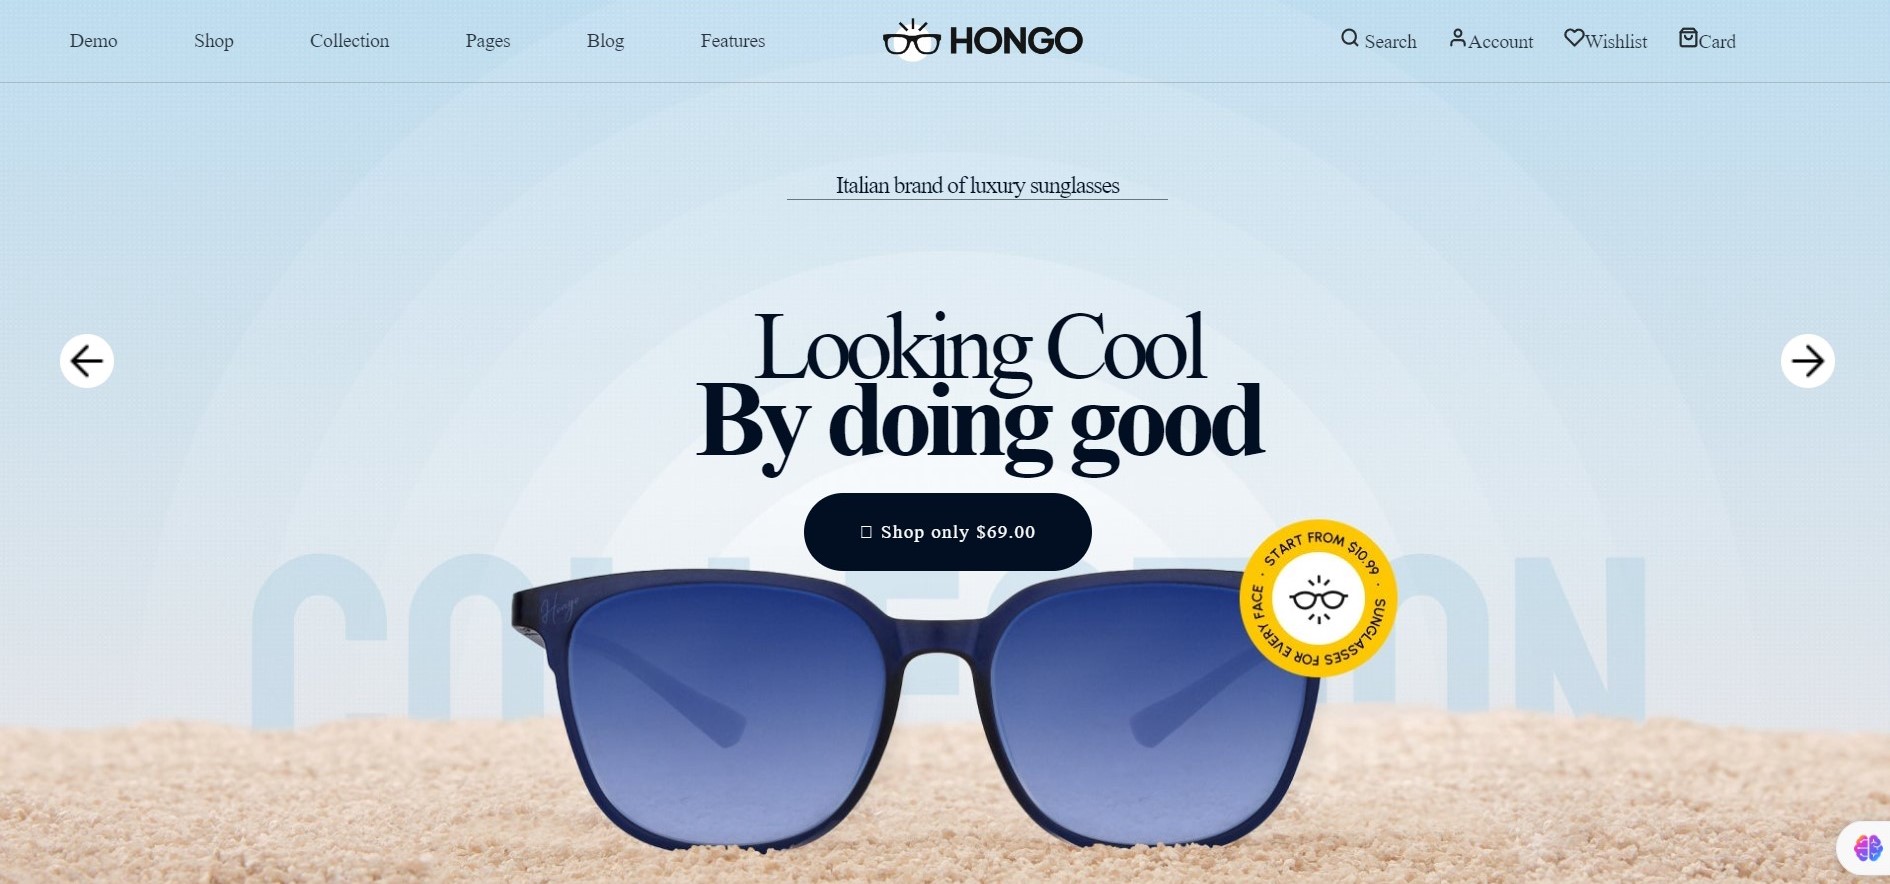 Demo Shop Collection Pages Blog Features HONGO Search Account Wishlist Card
Italian brand of luxury sunglasses
Looking Cool
By doing good
Shop only $69.00
START FROM $10.99 · SUNGLASSES FOR EVERY FACE ·
Hongo